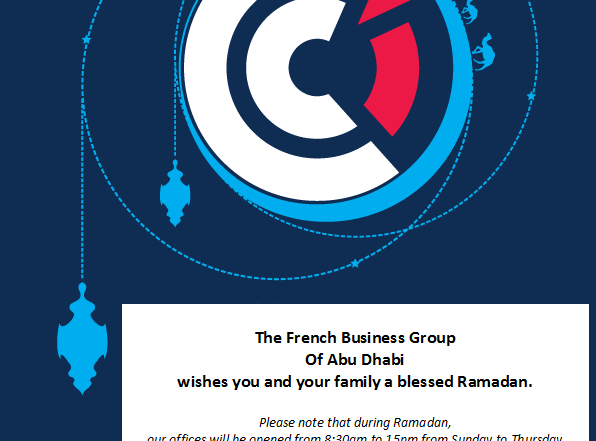 The French Business Group
Of Abu Dhabi
wishes you and your family a blessed Ramadan.
Please note that during Ramadan,
our offices will be opened from 8:30am to 15pm from Sunday to Thursday